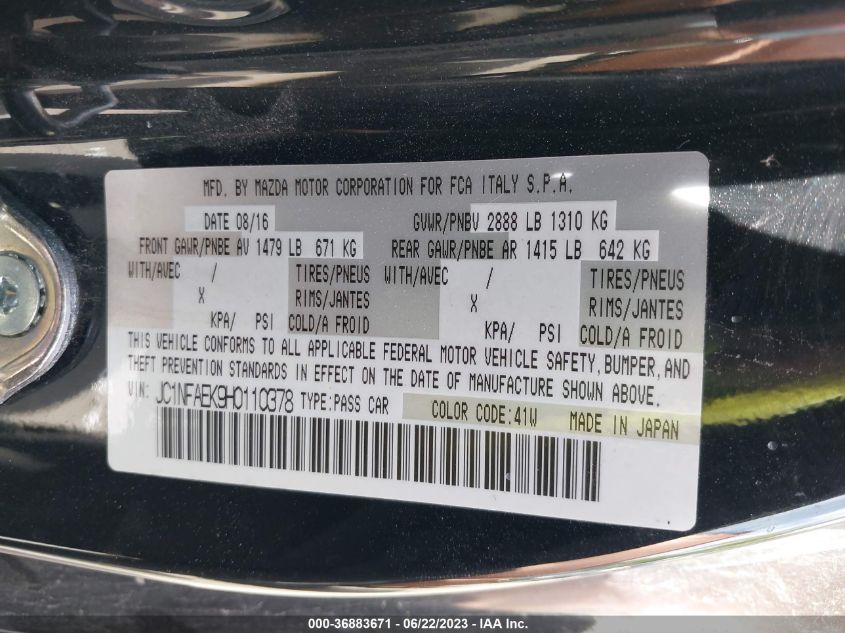 MFD. BY MAZDA MOTOR CORPORATION FOR FCA ITALY S.P.A.
DATE 08/16 GVWR/PNBV 2888 LB 1310 KG
FRONT GAWR/PNBE AV 1479 LB 671 KG REAR GAWR/PNBE AR 1415 LB 642 KG
WITH/AVEC / TIRES/PNEUS WITH/AVEC / TIRES/PNEUS
X RIMS/JANTES X RIMS/JANTES
KPA/ PSI COLD/A FROID KPA/ PSI COLD/A FROID
THIS VEHICLE CONFORMS TO ALL APPLICABLE FEDERAL MOTOR VEHICLE SAFETY, BUMPER, AND
THEFT PREVENTION STANDARDS IN EFFECT ON THE DATE OF MANUFACTURE SHOWN ABOVE.
VIN: JC1NFAEK9H0110378 TYPE:PASS CAR COLOR CODE:41W MADE IN JAPAN
000-36883671 - 06/22/2023 - IAA Inc.